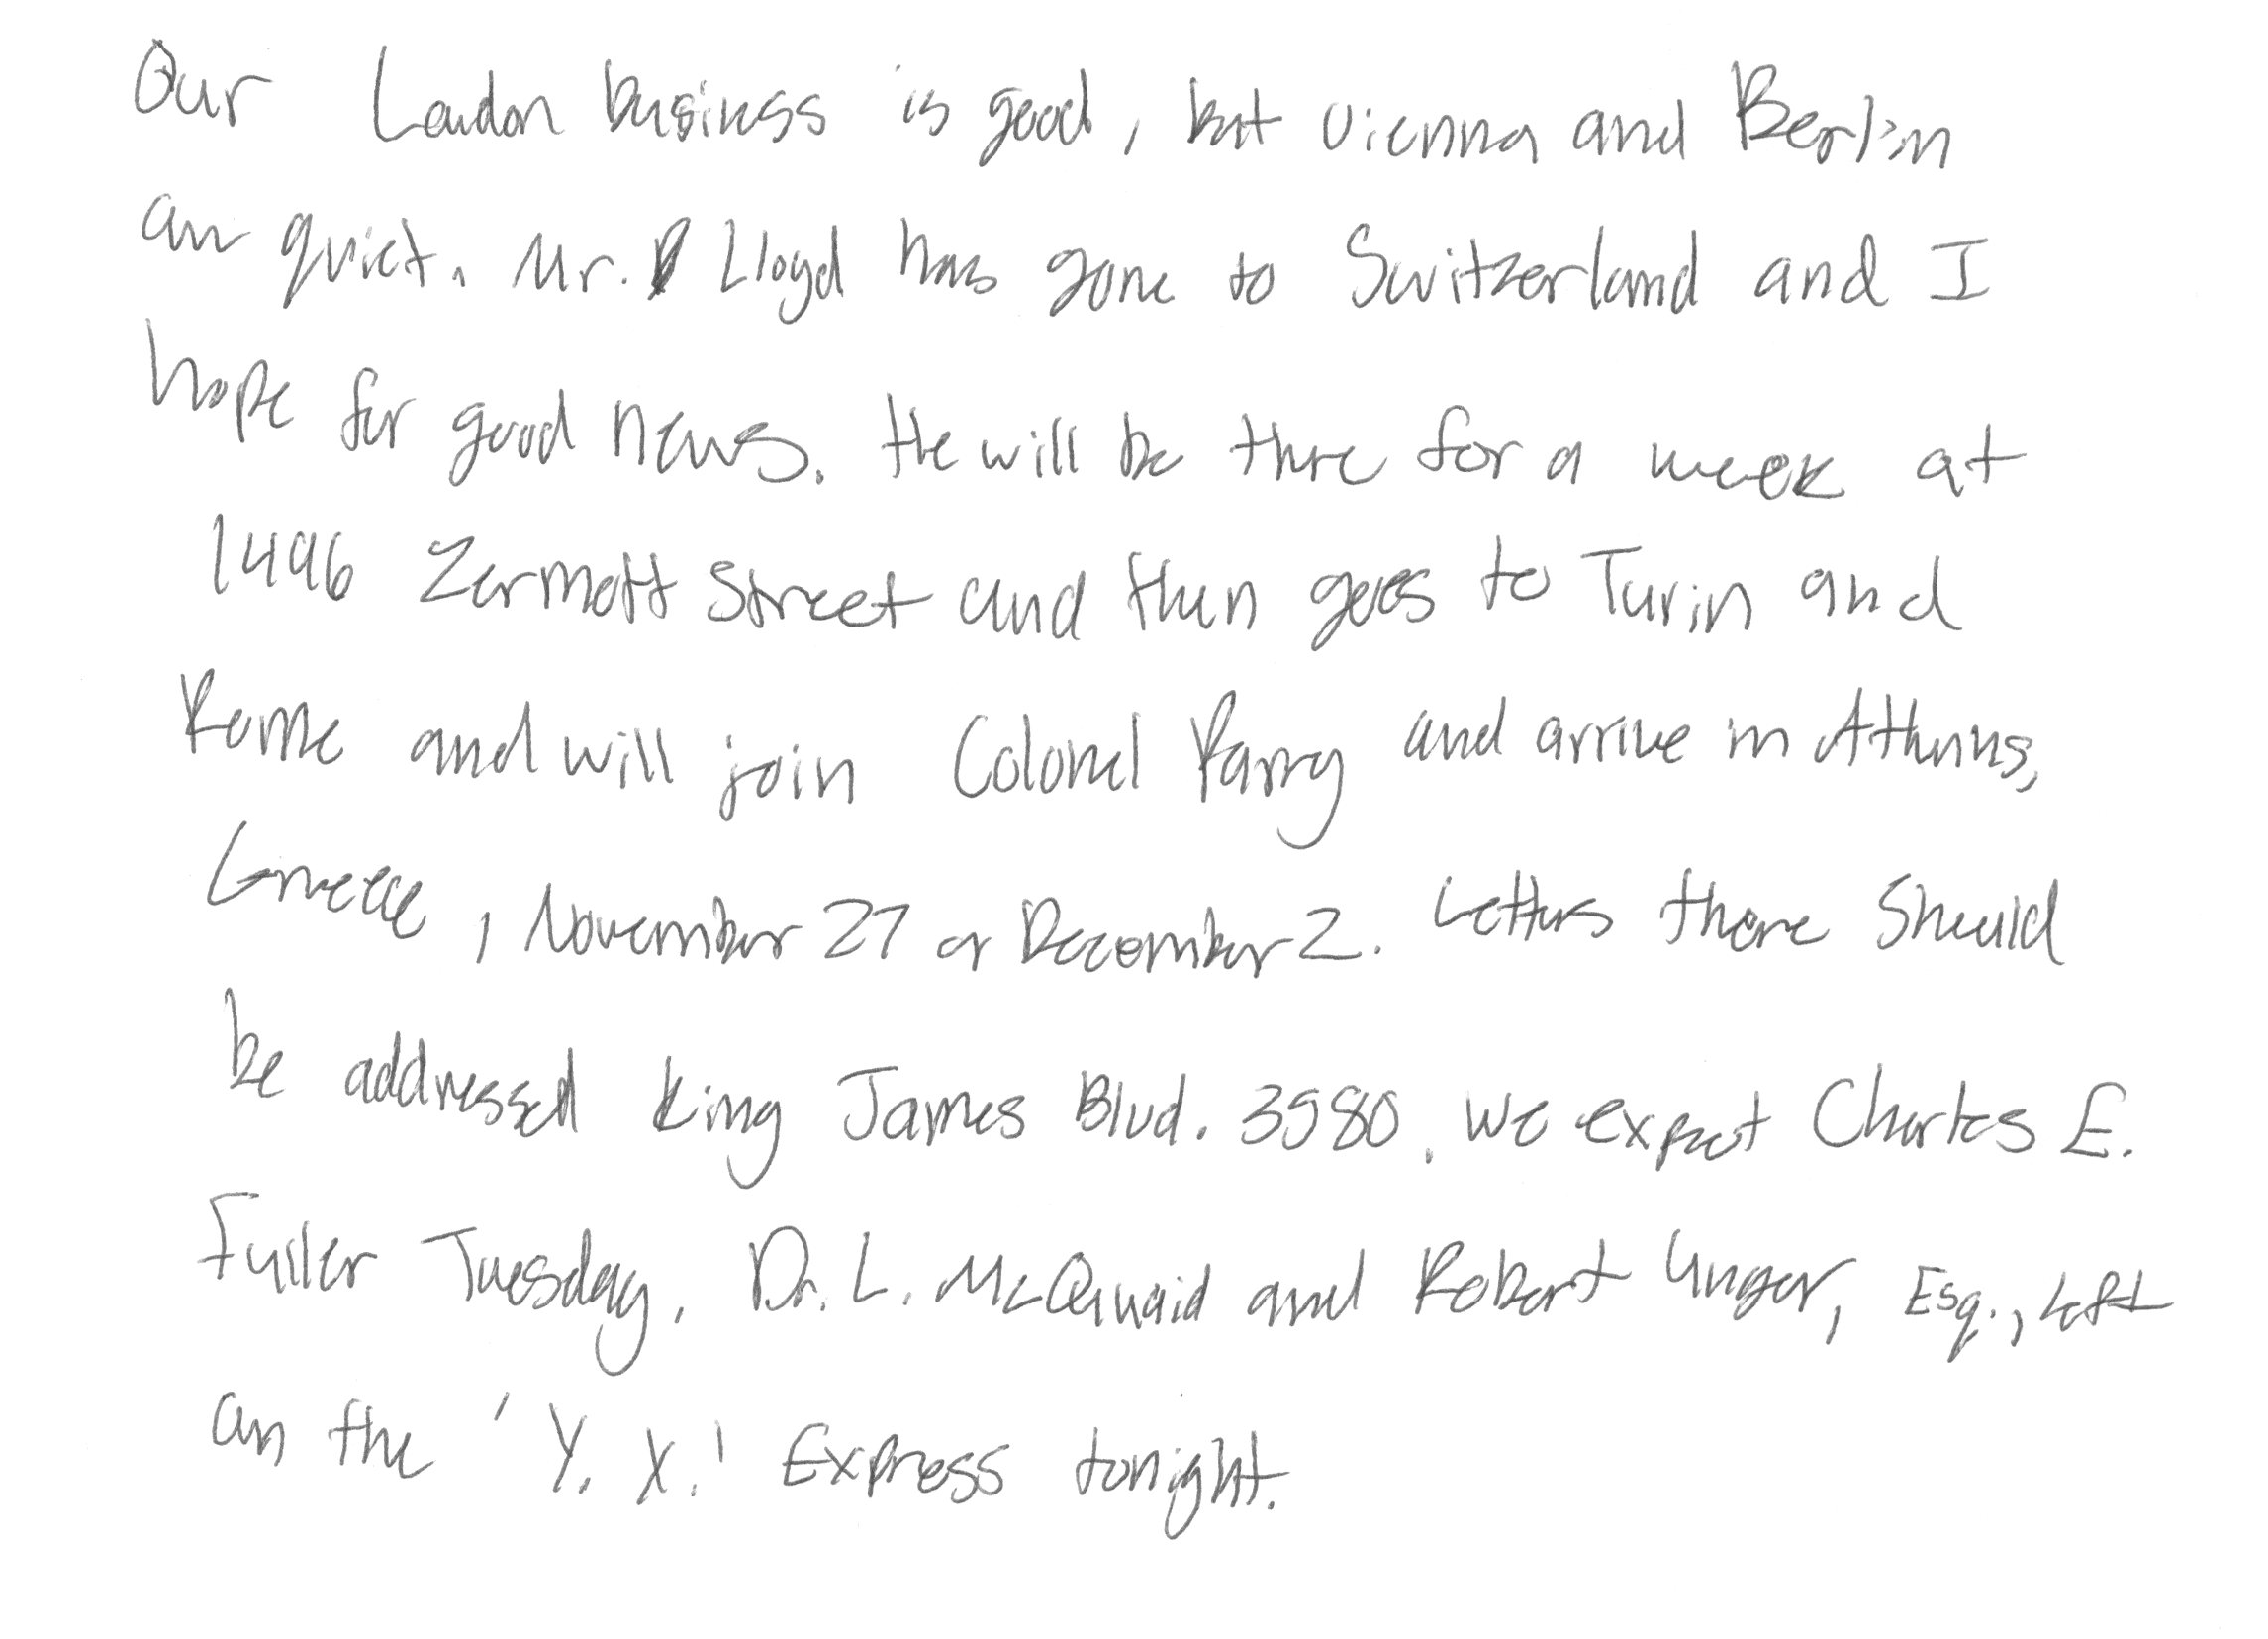 Our London business is good, but Vienna and Berlin
are quiet. Mr. Lloyd has gone to Switzerland and I
hope for good news. He will be there for a week at
1496 Zermott Street and then goes to Turin and
Rome and will join Colonel Parry and arrive in Athens,
Greece, November 27 or December 2. Letters there should
be addressed King James Blvd. 3580. We expect Charles E.
Fuller Tuesday. Dr. L. McQuaid and Robert Unger, Esq., left
on the 'Y. X.' Express tonight.